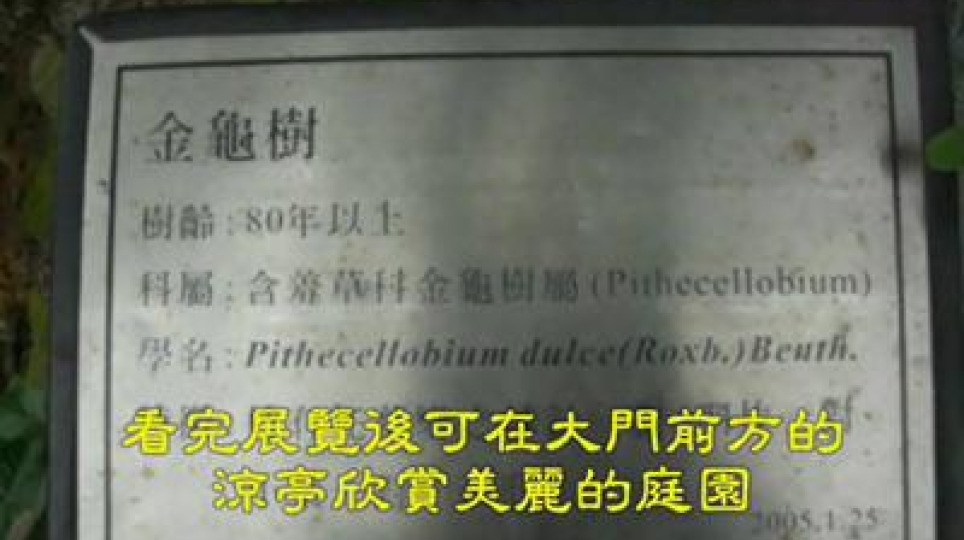 金龜樹
樹齡：80年以上
科屬：含羞草科金龜樹屬(Pithecellobium)
學名：Pithecellobium dulce(Roxb.)Beuth.
看完展覽後可在大門前方的
涼亭欣賞美麗的庭園
2005.1.25